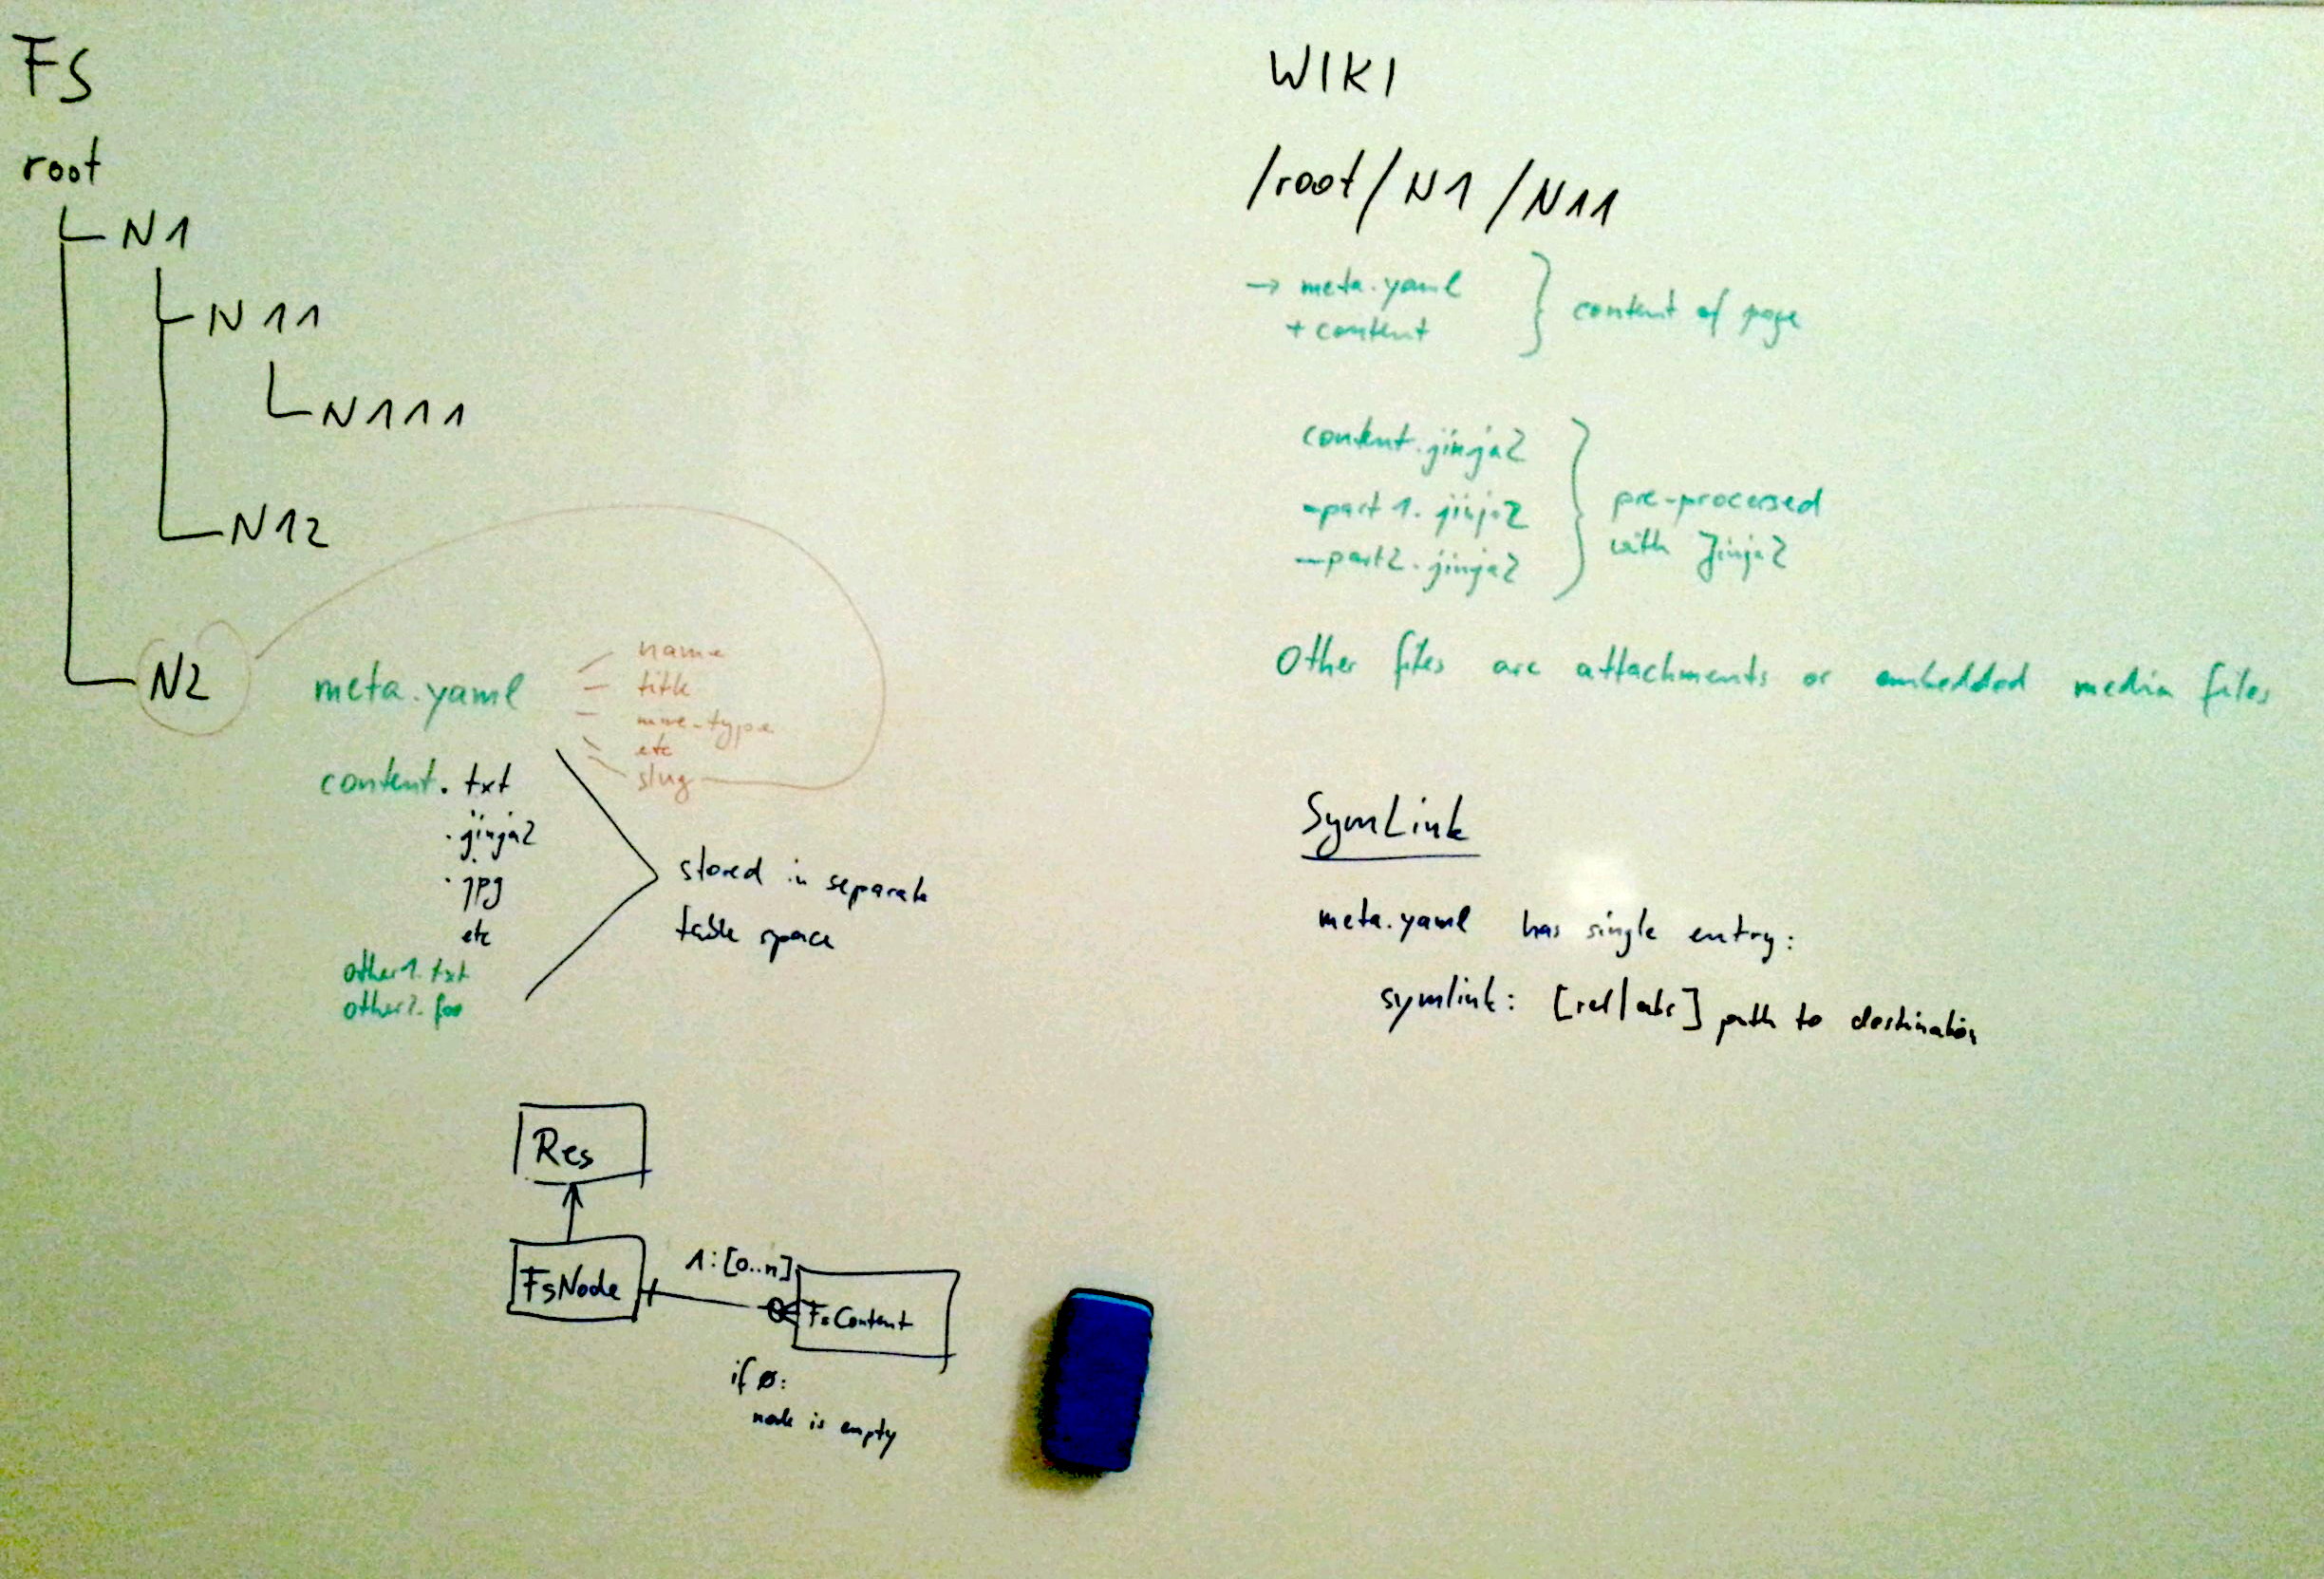 FS
root
N1
N11
N111
N12
N2
meta.yaml
name
title
mime-type
etc
slug
content. txt
. jinja2
. jpg
etc
other1.txt
other2.foo
stored in separate
table space
Res
FsNode
1:[0..n]
FsContent
if ø:
node is empty
WIKI
/root/N1/N11
→ meta.yaml
+ content
content of page
content.jinja2
-part1.jinja2
-part2.jinja2
pre-processed
with Jinja2
Other files are attachments or embedded media files
SymLink
meta.yaml has single entry:
symlink: [rel|abs] path to destination